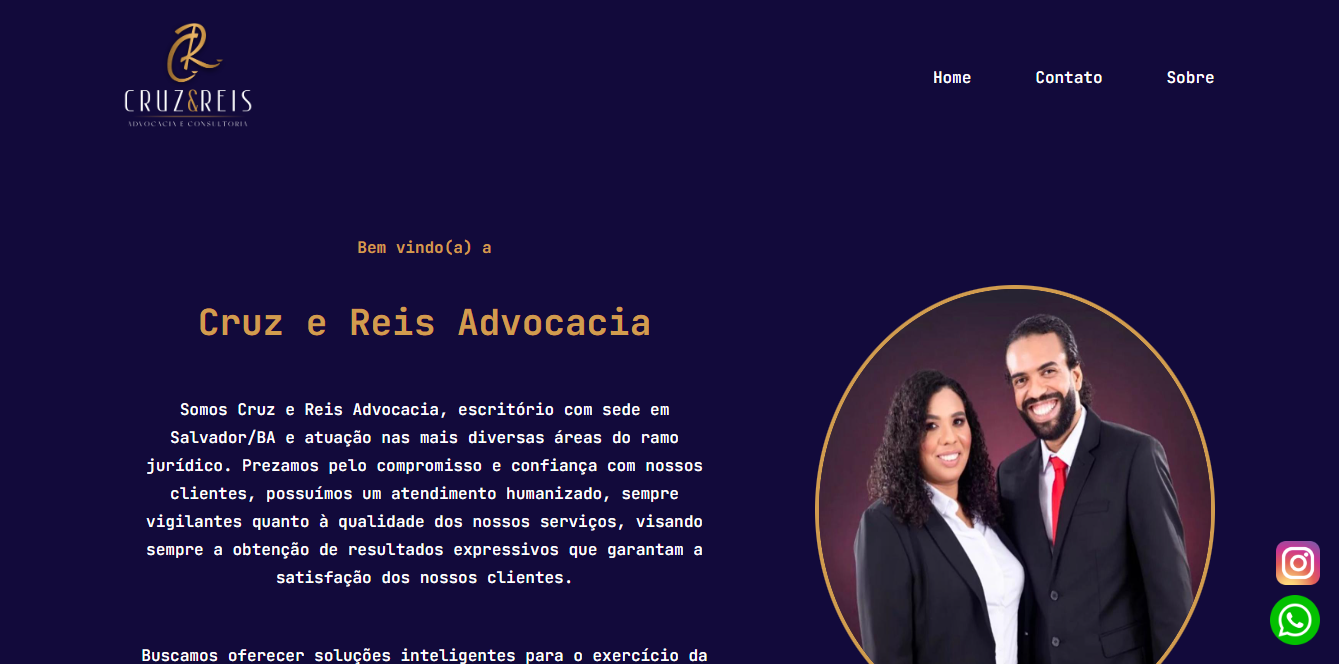 CRUZ&REIS
ADVOCACIA E CONSULTORIA
Home Contato Sobre
Bem vindo(a) a
Cruz e Reis Advocacia
Somos Cruz e Reis Advocacia, escritório com sede em
Salvador/BA e atuação nas mais diversas áreas do ramo
jurídico. Prezamos pelo compromisso e confiança com nossos
clientes, possuímos um atendimento humanizado, sempre
vigilantes quanto à qualidade dos nossos serviços, visando
sempre a obtenção de resultados expressivos que garantam a
satisfação dos nossos clientes.
Buscamos oferecer soluções inteligentes para o exercício da